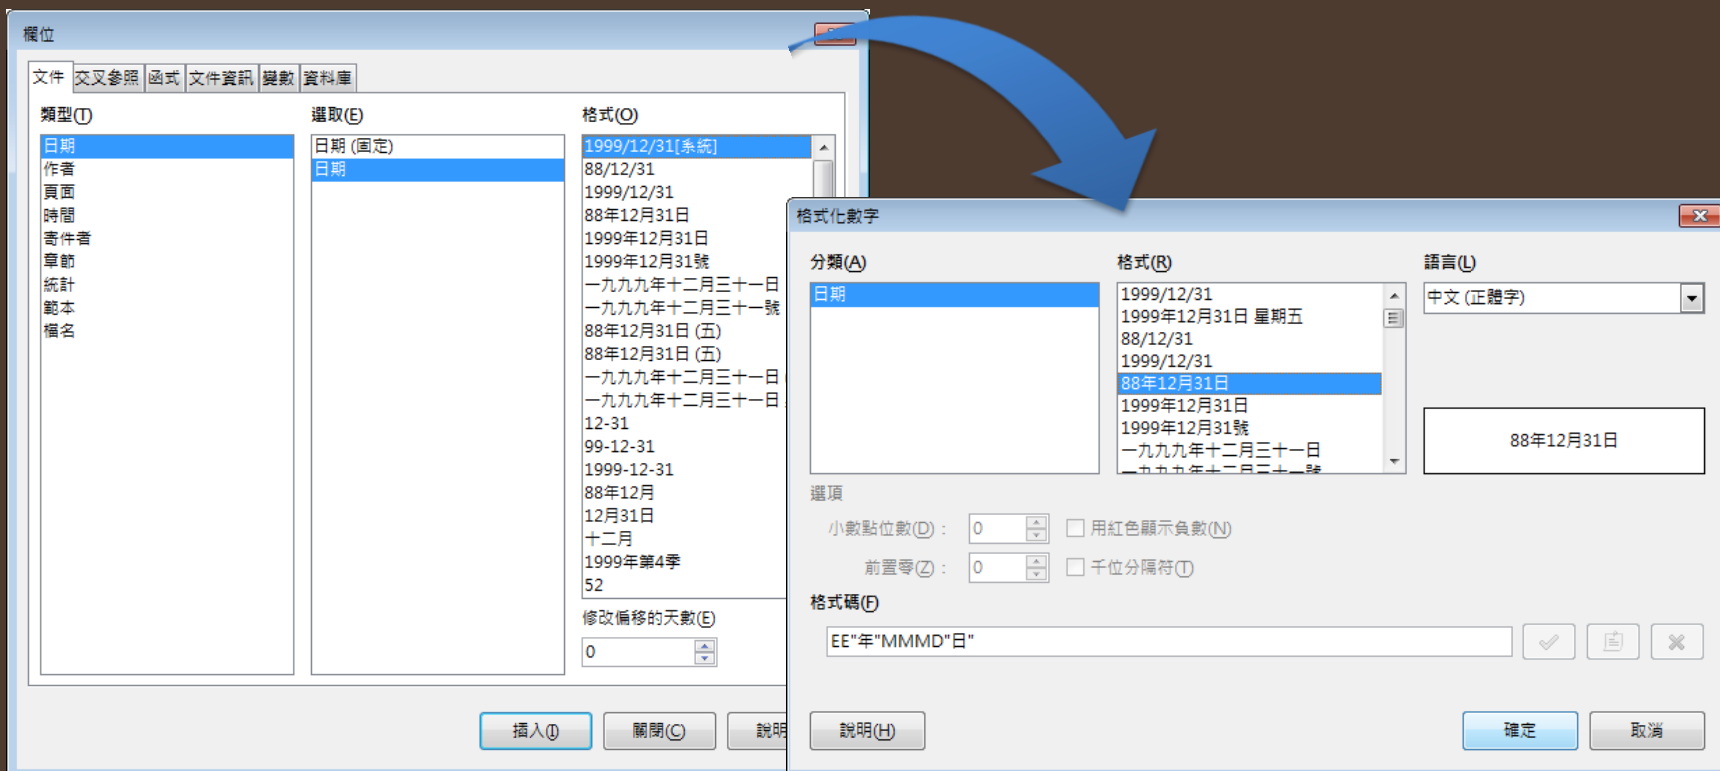 欄位
文件 交叉參照 函式 文件資訊 變數 資料庫
類型(T)
日期
作者
頁面
時間
寄件者
章節
統計
範本
檔名
選取(E)
日期 (固定)
日期
格式(O)
1999/12/31[系統]
88/12/31
1999/12/31
88年12月31日
1999年12月31日
1999年12月31號
一九九九年十二月三十一日
一九九九年十二月三十一號
88年12月31日 (五)
88年12月31日 (五)
一九九九年十二月三十一日
一九九九年十二月三十一日
12-31
99-12-31
1999-12-31
88年12月
12月31日
十二月
1999年第4季
52
修改偏移的天數(E)
0
插入(I) 關閉(C) 說明
格式化數字
分類(A)
日期
格式(R)
1999/12/31
1999年12月31日 星期五
88/12/31
1999/12/31
88年12月31日
1999年12月31日
1999年12月31號
一九九九年十二月三十一日
一九九九年十二月三十一號
語言(L)
中文 (正體字)
88年12月31日
選項
小數點位數(D)： 0 用紅色顯示負數(N)
前置零(Z)： 0 千位分隔符(T)
格式碼(F)
EE"年"MMMD"日"
說明(H) 確定 取消